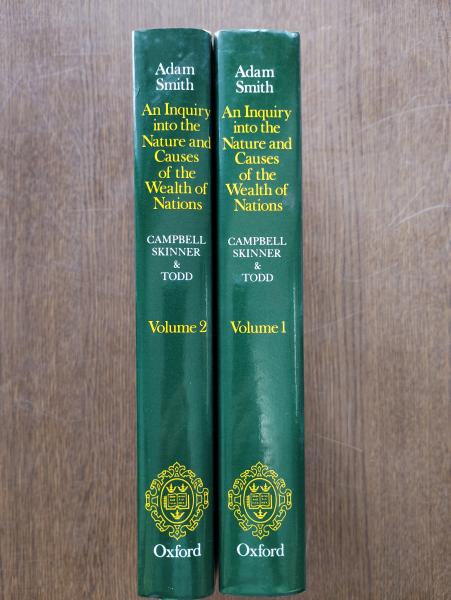 Adam
Smith
An Inquiry
into the
Nature and
Causes
of the
Wealth of
Nations
CAMPBELL
SKINNER
&
TODD
Volume 2
Oxford
Adam
Smith
An Inquiry
into the
Nature and
Causes
of the
Wealth of
Nations
CAMPBELL
SKINNER
&
TODD
Volume 1
Oxford